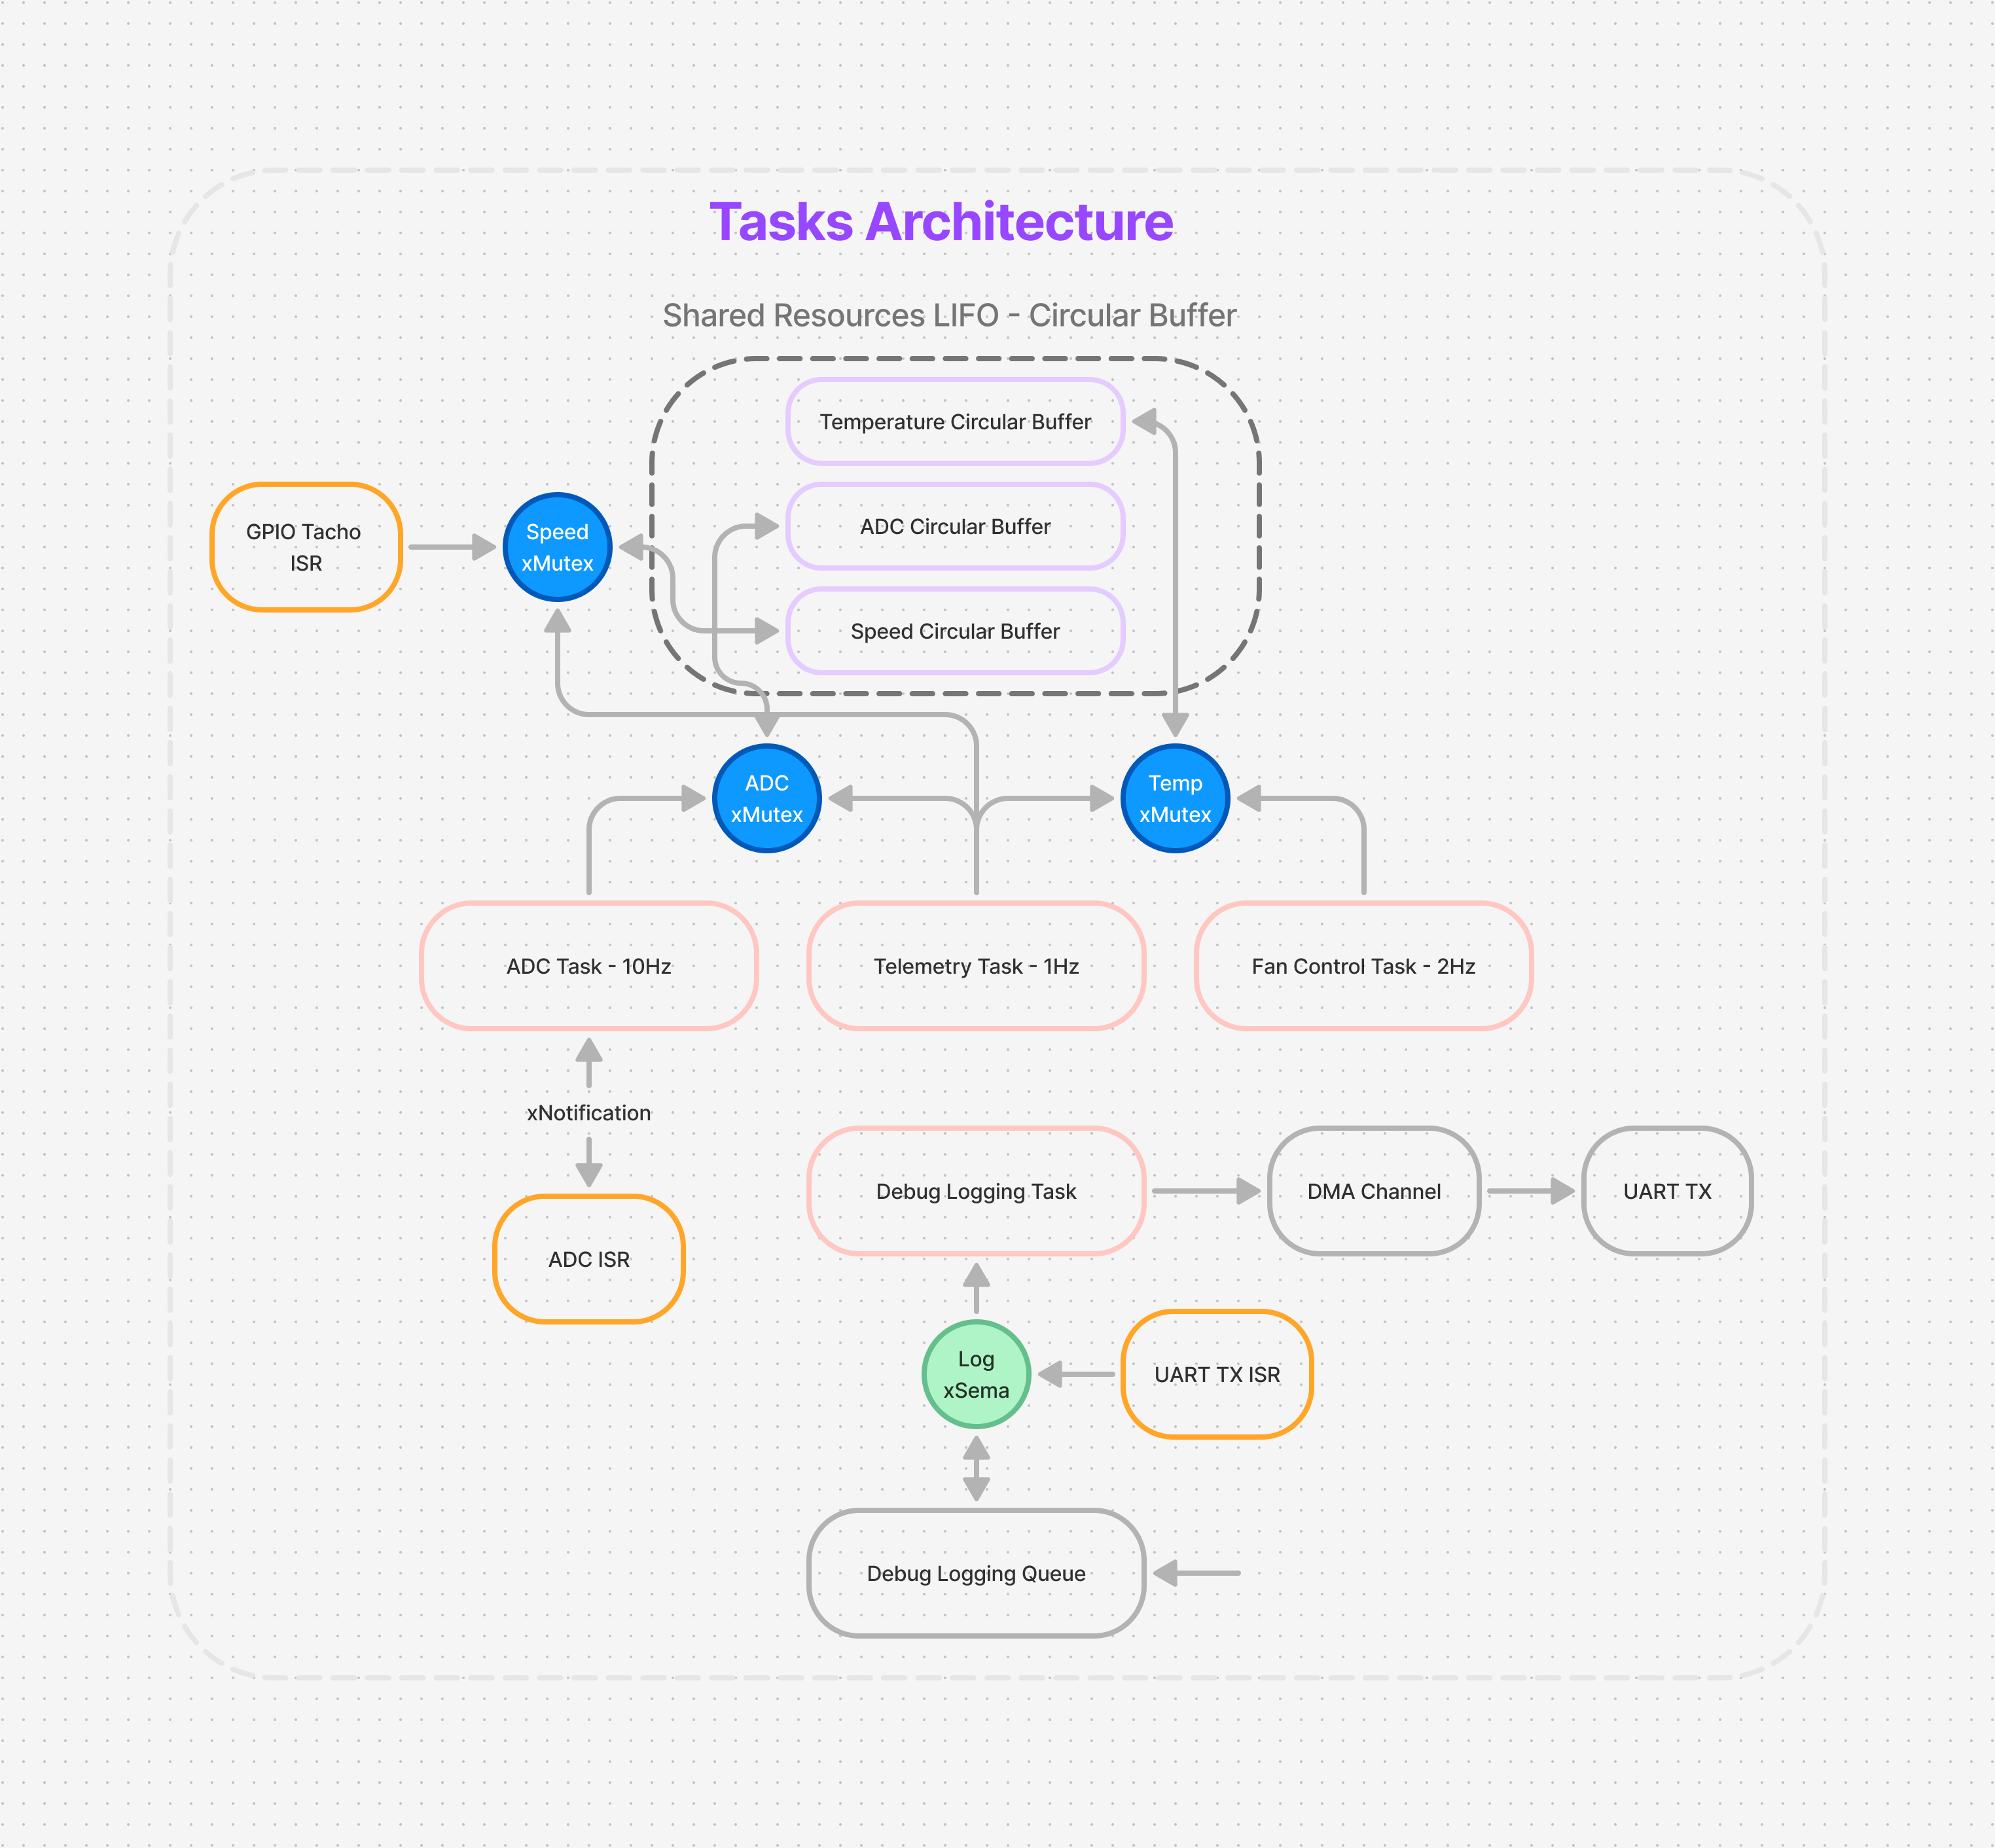 Tasks Architecture
Shared Resources LIFO - Circular Buffer
Temperature Circular Buffer
ADC Circular Buffer
Speed Circular Buffer
GPIO Tacho
ISR
Speed
xMutex
ADC
xMutex
Temp
xMutex
ADC Task - 10Hz
Telemetry Task - 1Hz
Fan Control Task - 2Hz
xNotification
ADC ISR
Debug Logging Task
DMA Channel
UART TX
Log
xSema
UART TX ISR
Debug Logging Queue